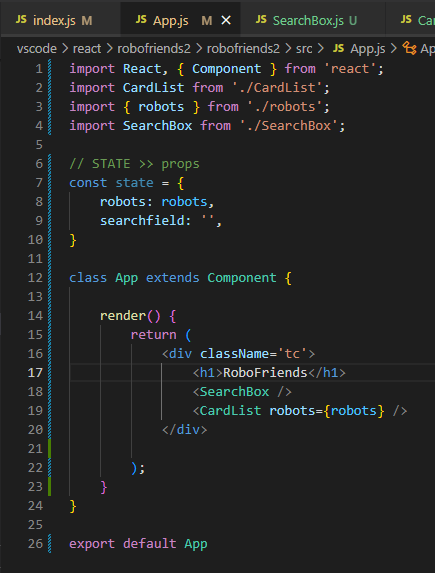 JS index.js M JS App.js M × JS SearchBox.js U JS Car
vscode > react > robofriends2 > robofriends2 > src > JS App.js > Ap
1 import React, { Component } from 'react';
2 import CardList from './CardList';
3 import { robots } from './robots';
4 import SearchBox from './SearchBox';
5
6 // STATE >> props
7 const state = {
8     robots: robots,
9     searchfield: '',
10 }
11
12 class App extends Component {
13
14     render() {
15         return (
16             <div className='tc'>
17                 <h1>RoboFriends</h1>
18                 <SearchBox />
19                 <CardList robots={robots} />
20             </div>
21
22         );
23     }
24 }
25
26 export default App